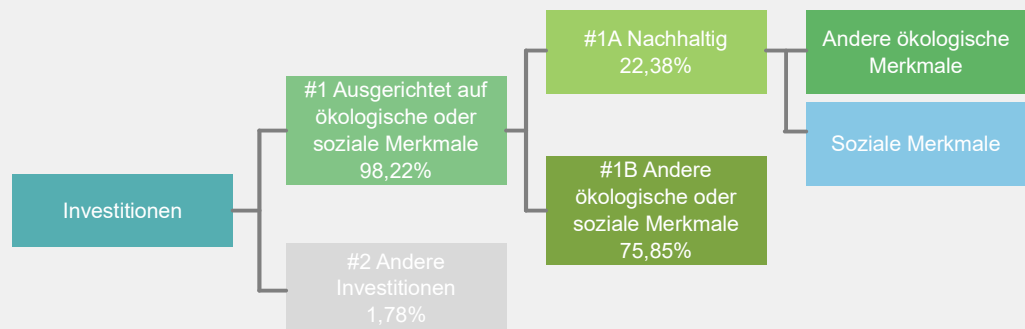 Investitionen
#1 Ausgerichtet auf
ökologische oder
soziale Merkmale
98,22%
#2 Andere
Investitionen
1,78%
#1A Nachhaltig
22,38%
#1B Andere
ökologische oder
soziale Merkmale
75,85%
Andere ökologische
Merkmale
Soziale Merkmale